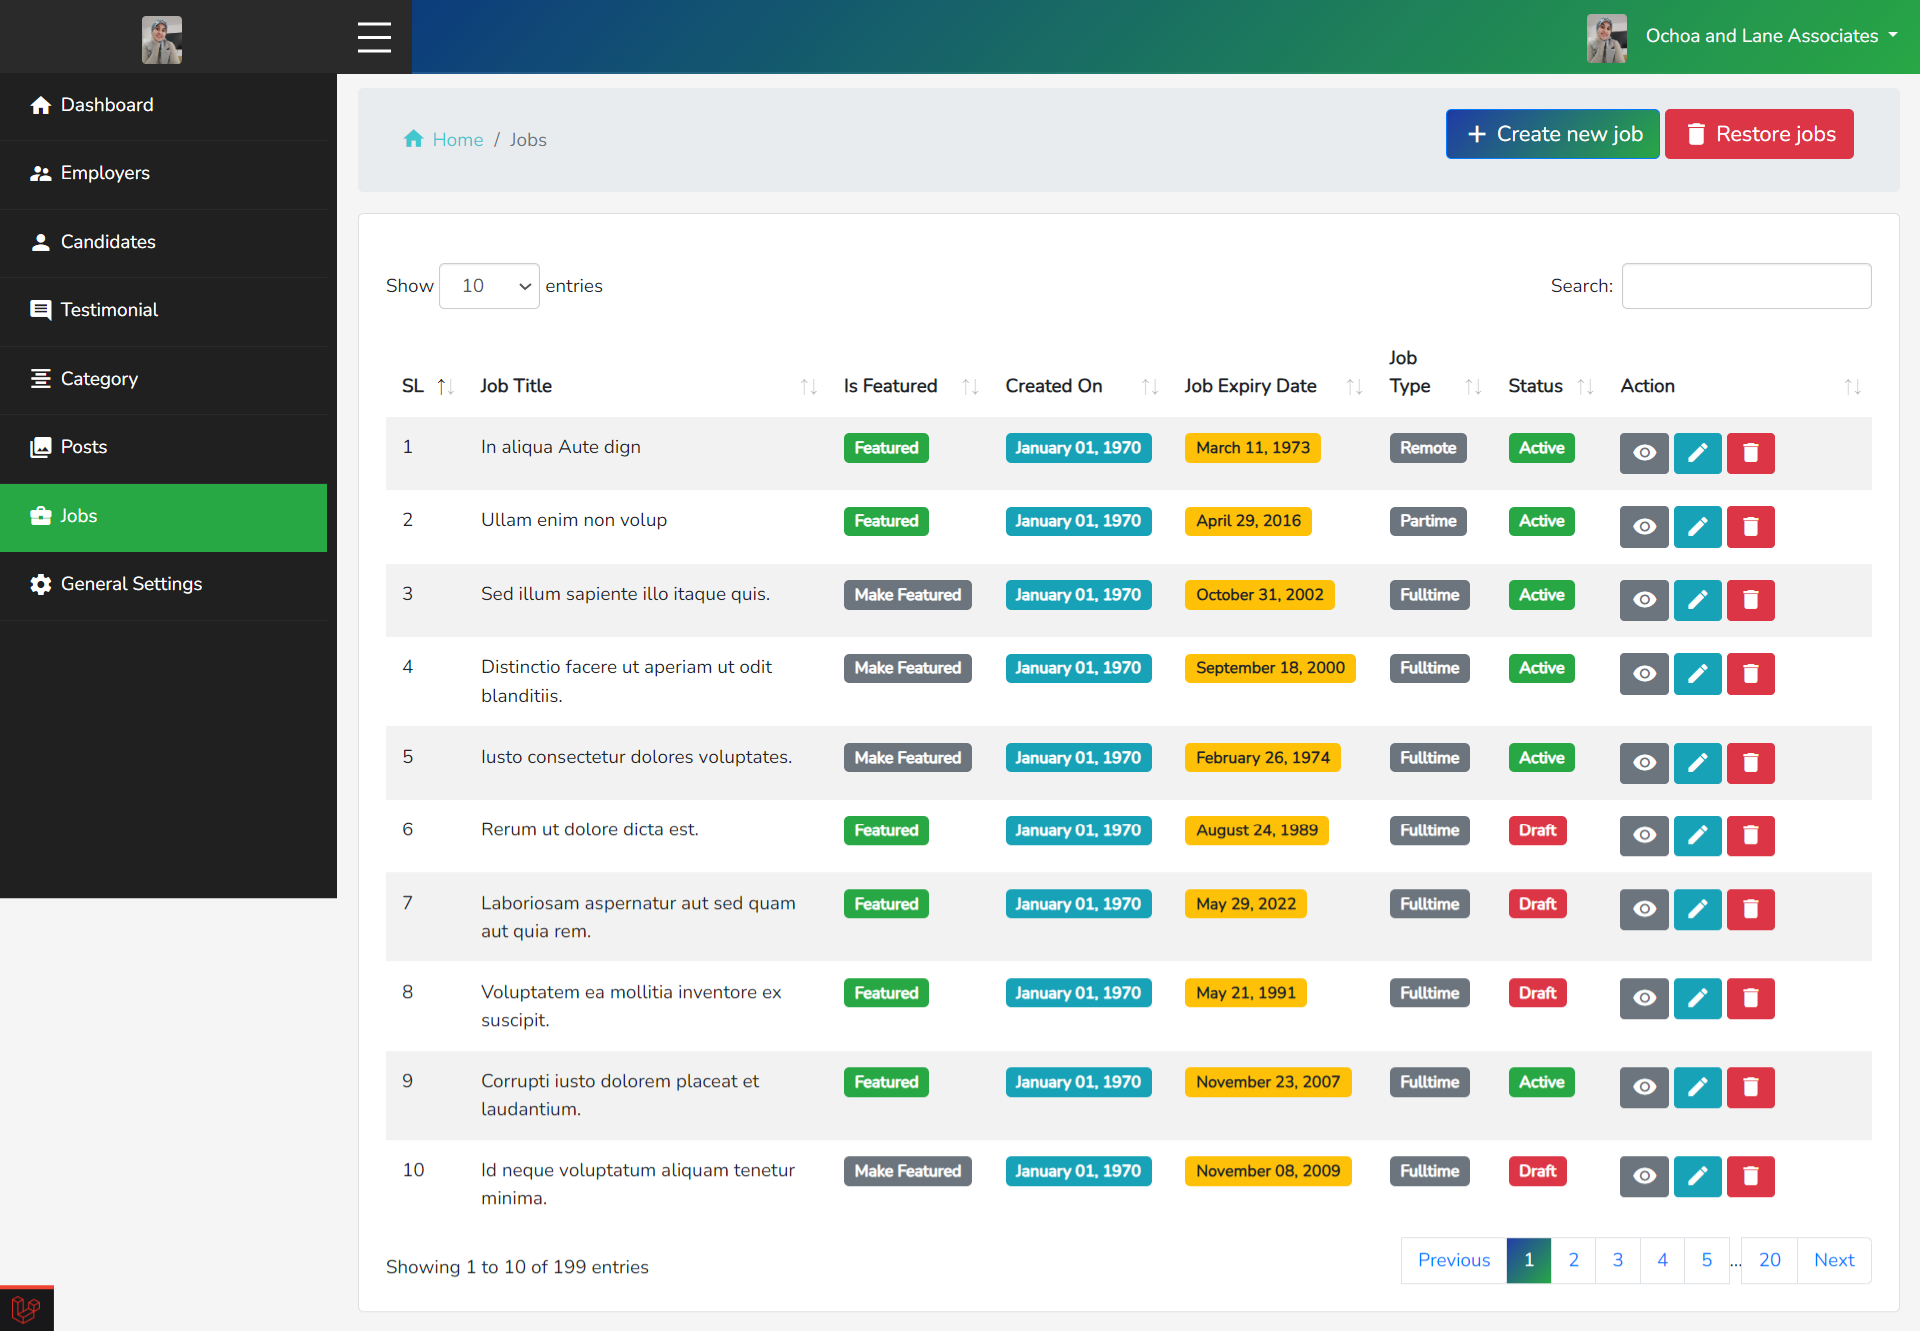 Ochoa and Lane Associates
Dashboard
Employers
Candidates
Testimonial
Category
Posts
Jobs
General Settings
Home / Jobs
Create new job Restore jobs
Show 10 entries Search:
SL Job Title Is Featured Created On Job Expiry Date Job Type Status Action
1 In aliqua Aute dign Featured January 01, 1970 March 11, 1973 Remote Active
2 Ullam enim non volup Featured January 01, 1970 April 29, 2016 Partime Active
3 Sed illum sapiente illo itaque quis. Make Featured January 01, 1970 October 31, 2002 Fulltime Active
4 Distinctio facere ut aperiam ut odit Make Featured January 01, 1970 September 18, 2000 Fulltime Active
blanditiis.
5 Iusto consectetur dolores voluptates. Make Featured January 01, 1970 February 26, 1974 Fulltime Active
6 Rerum ut dolore dicta est. Featured January 01, 1970 August 24, 1989 Fulltime Draft
7 Laboriosam aspernatur aut sed quam Featured January 01, 1970 May 29, 2022 Fulltime Draft
aut quia rem.
8 Voluptatem ea mollitia inventore ex Featured January 01, 1970 May 21, 1991 Fulltime Draft
suscipit.
9 Corrupti iusto dolorem placeat et Featured January 01, 1970 November 23, 2007 Fulltime Active
laudantium.
10 Id neque voluptatum aliquam tenetur Make Featured January 01, 1970 November 08, 2009 Fulltime Draft
minima.
Showing 1 to 10 of 199 entries Previous 1 2 3 4 5 ... 20 Next